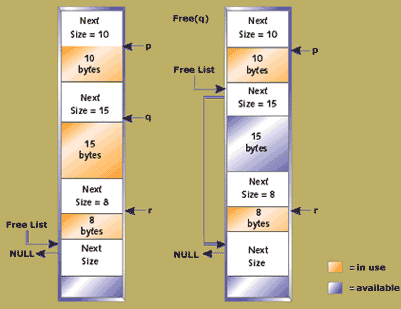 Next
Size = 10
p
10
bytes
Next
Size = 15
q
15
bytes
Next
Size = 8
r
8
bytes
Free List
NULL
Next
Size
Free(q)
Next
Size = 10
p
10
bytes
Free List
Next
Size = 15
15
bytes
Next
Size = 8
r
8
bytes
NULL
Next
Size
= in use
= available